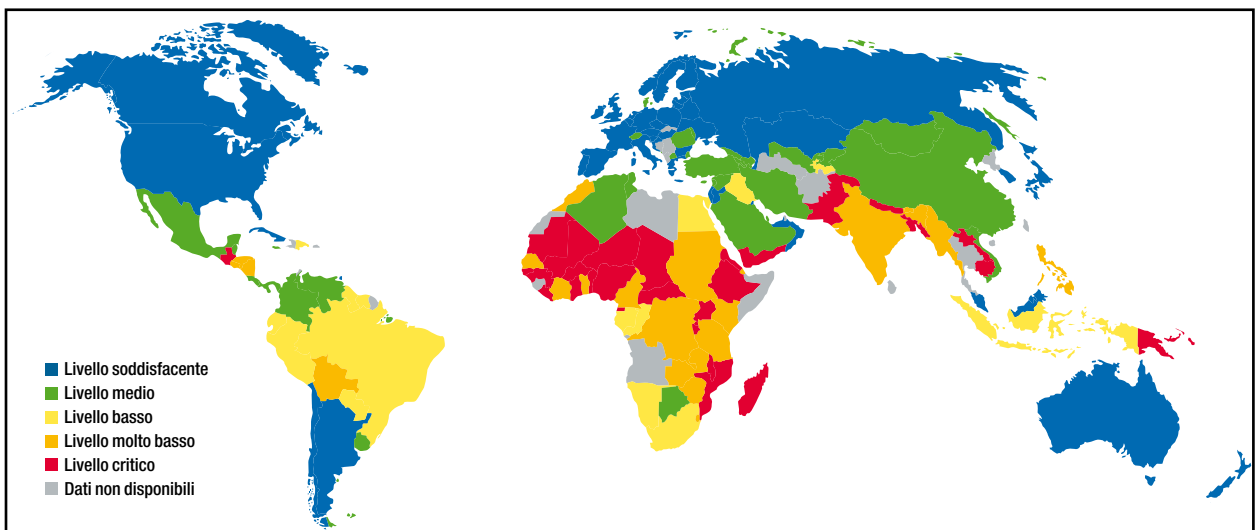 Livello soddisfacente
Livello medio
Livello basso
Livello molto basso
Livello critico
Dati non disponibili